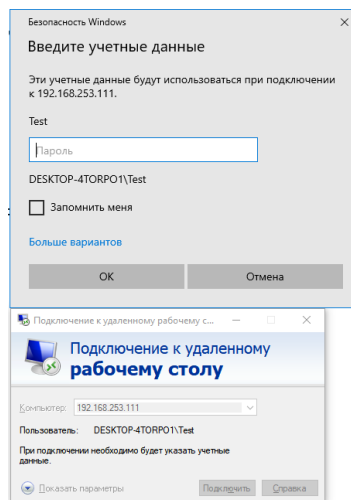 Безопасность Windows
Введите учетные данные
Эти учетные данные будут использоваться при подключении
к 192.168.253.111.
Test
Пароль
DESKTOP-4TORPO1\Test
Запомнить меня
Больше вариантов
ОК
Отмена
Подключение к удаленному рабочему с...
Подключение к удаленному
рабочему столу
Компьютер: 192.168.253.111
Пользователь: DESKTOP-4TORPO1\Test
При подключении необходимо будет указать учетные
данные.
Показать параметры
Подключить
Справка